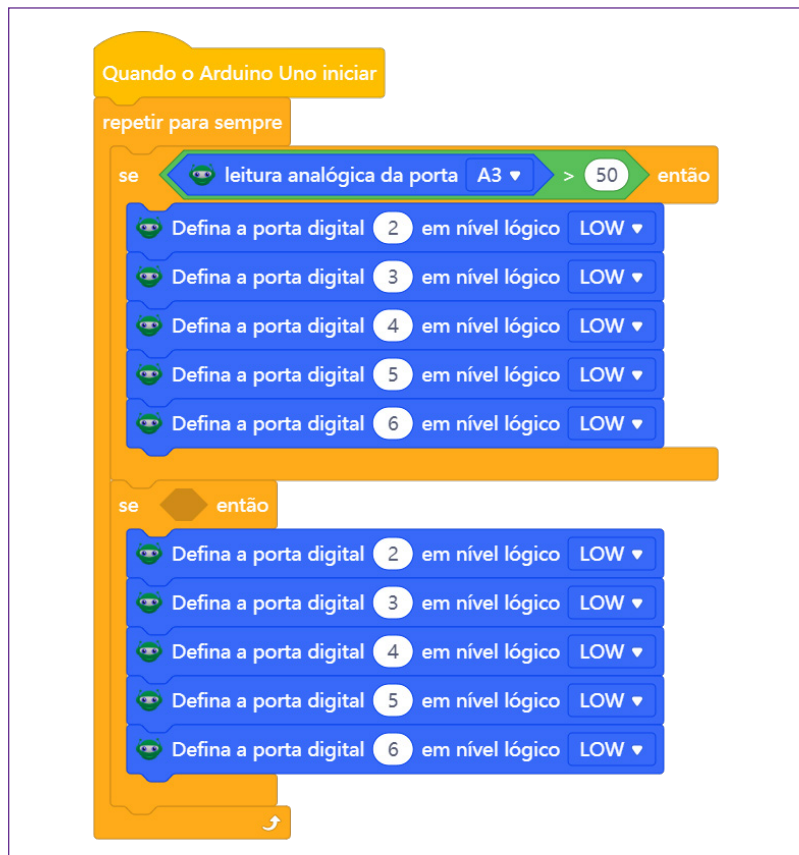 Quando o Arduino Uno iniciar
repetir para sempre
se leitura analógica da porta A3 > 50 então
Defina a porta digital 2 em nível lógico LOW
Defina a porta digital 3 em nível lógico LOW
Defina a porta digital 4 em nível lógico LOW
Defina a porta digital 5 em nível lógico LOW
Defina a porta digital 6 em nível lógico LOW
se então
Defina a porta digital 2 em nível lógico LOW
Defina a porta digital 3 em nível lógico LOW
Defina a porta digital 4 em nível lógico LOW
Defina a porta digital 5 em nível lógico LOW
Defina a porta digital 6 em nível lógico LOW